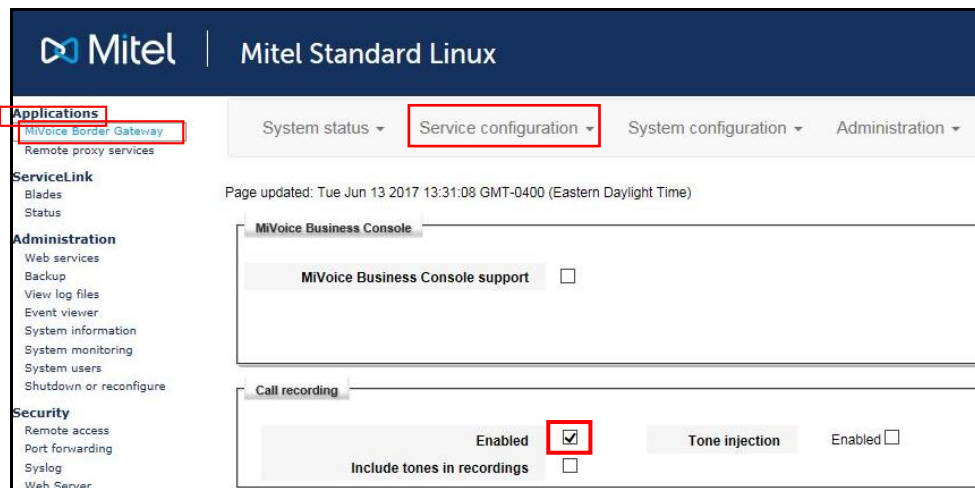 Mitel
Mitel Standard Linux
Applications
MiVoice Border Gateway
Remote proxy services
ServiceLink
Blades
Status
Administration
Web services
Backup
View log files
Event viewer
System information
System monitoring
System users
Shutdown or reconfigure
Security
Remote access
Port forwarding
Syslog
Web Server
System status Service configuration System configuration Administration
Page updated: Tue Jun 13 2017 13:31:08 GMT-0400 (Eastern Daylight Time)
MiVoice Business Console
MiVoice Business Console support
Call recording
Enabled Tone injection Enabled
Include tones in recordings